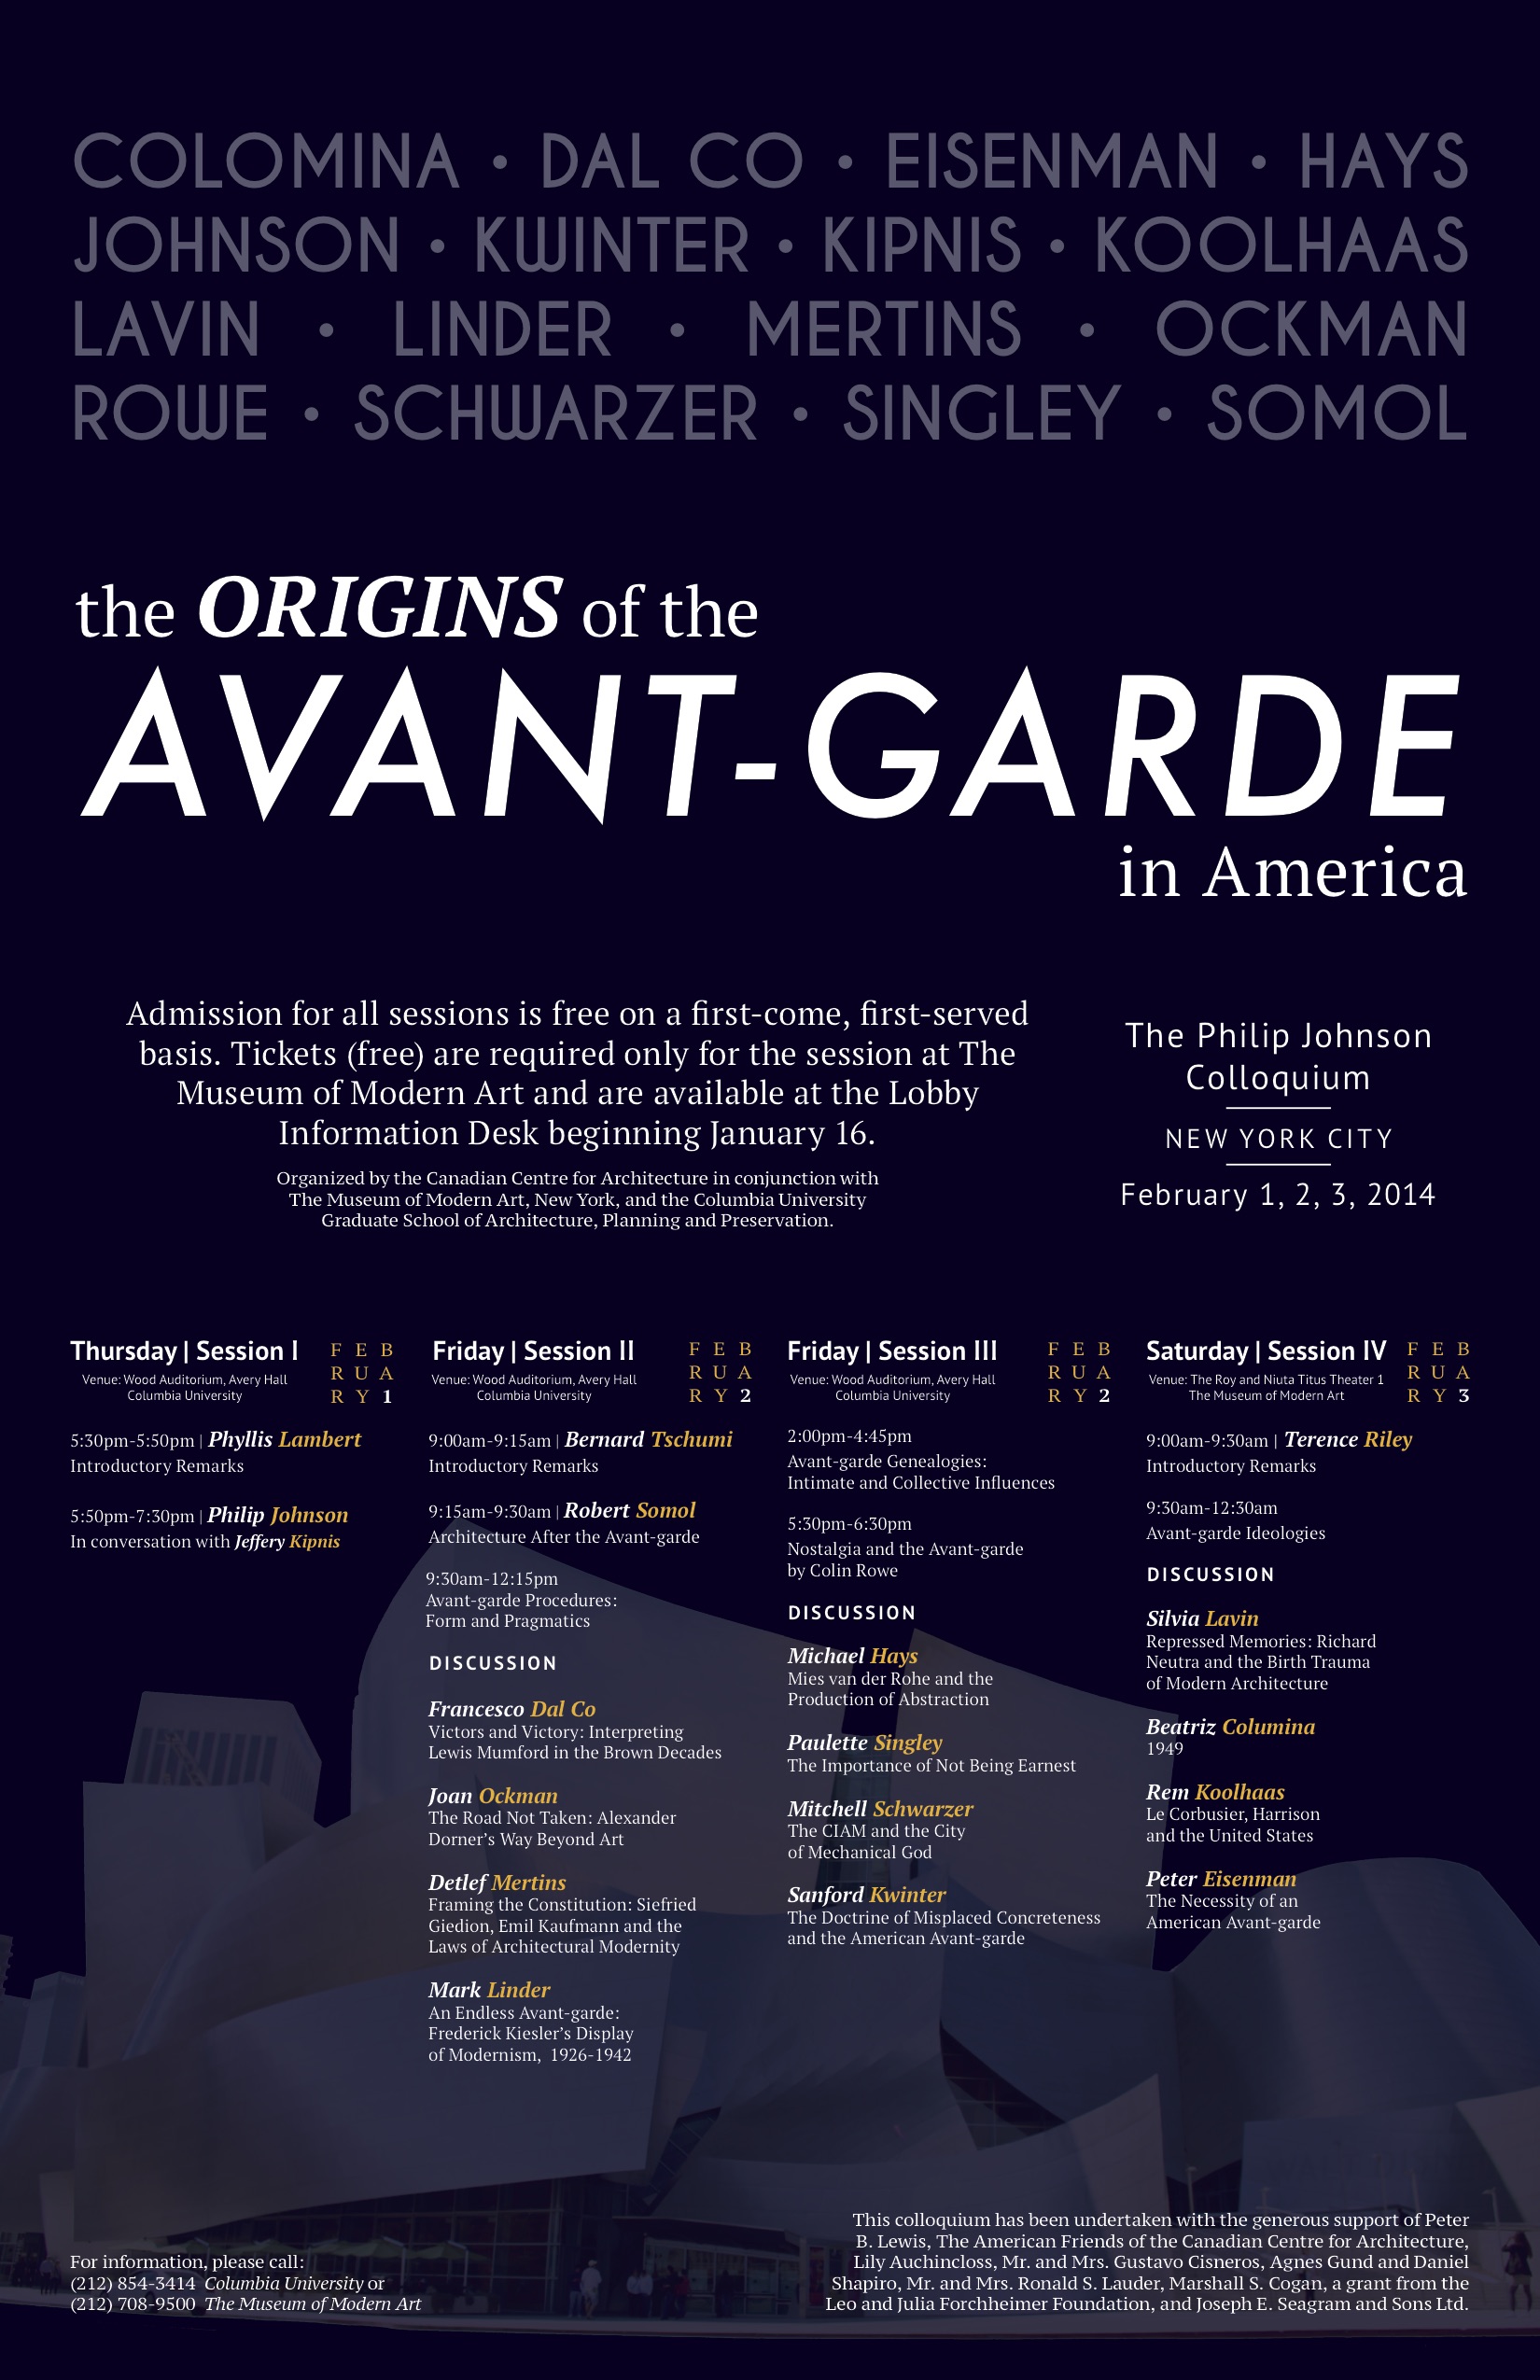 COLOMINA · DAL CO · EISENMAN · HAYS
JOHNSON · KWINTER · KIPNIS · KOOLHAAS
LAVIN · LINDER · MERTINS · OCKMAN
ROWE · SCHWARZER · SINGLEY · SOMOL
the ORIGINS of the
AVANT-GARDE
in America
Admission for all sessions is free on a first-come, first-served
basis. Tickets (free) are required only for the session at The
Museum of Modern Art and are available at the Lobby
Information Desk beginning January 16.
Organized by the Canadian Centre for Architecture in conjunction with
The Museum of Modern Art, New York, and the Columbia University
Graduate School of Architecture, Planning and Preservation.
The Philip Johnson
Colloquium
NEW YORK CITY
February 1, 2, 3, 2014
Thursday | Session I
Venue: Wood Auditorium, Avery Hall
Columbia University
F E B
R U A
R Y 1
5:30pm-5:50pm | Phyllis Lambert
Introductory Remarks
5:50pm-7:30pm | Philip Johnson
In conversation with Jeffery Kipnis
Friday | Session II
Venue: Wood Auditorium, Avery Hall
Columbia University
F E B
R U A
R Y 2
9:00am-9:15am | Bernard Tschumi
Introductory Remarks
9:15am-9:30am | Robert Somol
Architecture After the Avant-garde
9:30am-12:15pm
Avant-garde Procedures:
Form and Pragmatics
DISCUSSION
Francesco Dal Co
Victors and Victory: Interpreting
Lewis Mumford in the Brown Decades
Joan Ockman
The Road Not Taken: Alexander
Dorner's Way Beyond Art
Detlef Mertins
Framing the Constitution: Siefried
Giedion, Emil Kaufmann and the
Laws of Architectural Modernity
Mark Linder
An Endless Avant-garde:
Frederick Kiesler's Display
of Modernism, 1926-1942
Friday | Session III
Venue: Wood Auditorium, Avery Hall
Columbia University
F E B
R U A
R Y 2
2:00pm-4:45pm
Avant-garde Genealogies:
Intimate and Collective Influences
5:30pm-6:30pm
Nostalgia and the Avant-garde
by Colin Rowe
DISCUSSION
Michael Hays
Mies van der Rohe and the
Production of Abstraction
Paulette Singley
The Importance of Not Being Earnest
Mitchell Schwarzer
The CIAM and the City
of Mechanical God
Sanford Kwinter
The Doctrine of Misplaced Concreteness
and the American Avant-garde
Saturday | Session IV
Venue: The Roy and Niuta Titus Theater 1
The Museum of Modern Art
F E B
R U A
R Y 3
9:00am-9:30am | Terence Riley
Introductory Remarks
9:30am-12:30am
Avant-garde Ideologies
DISCUSSION
Silvia Lavin
Repressed Memories: Richard
Neutra and the Birth Trauma
of Modern Architecture
Beatriz Columina
1949
Rem Koolhaas
Le Corbusier, Harrison
and the United States
Peter Eisenman
The Necessity of an
American Avant-garde
For information, please call:
(212) 854-3414 Columbia University or
(212) 708-9500 The Museum of Modern Art
This colloquium has been undertaken with the generous support of Peter
B. Lewis, The American Friends of the Canadian Centre for Architecture,
Lily Auchincloss, Mr. and Mrs. Gustavo Cisneros, Agnes Gund and Daniel
Shapiro, Mr. and Mrs. Ronald S. Lauder, Marshall S. Cogan, a grant from the
Leo and Julia Forchheimer Foundation, and Joseph E. Seagram and Sons Ltd.